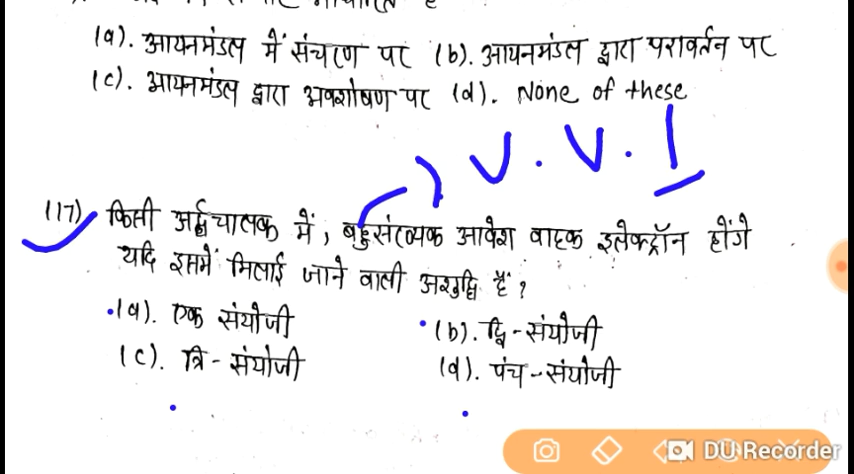 (a). आयनमंडल में संचरण पर (b). आयनमंडल द्वारा परावर्तन पर
(c). आयनमंडल द्वारा अवशोषण पर (d). None of these
V. V. I
(17) किसी अर्द्धचालक में, बहुसंख्यक आवेश वाहक इलेक्ट्रॉन होंगे
यदि इसमें मिलाई जाने वाली अशुद्धि हैं?
(a). एक संयोजी (b). द्वि-संयोजी
(c). त्रि-संयोजी (d). पंच-संयोजी
DU Recorder